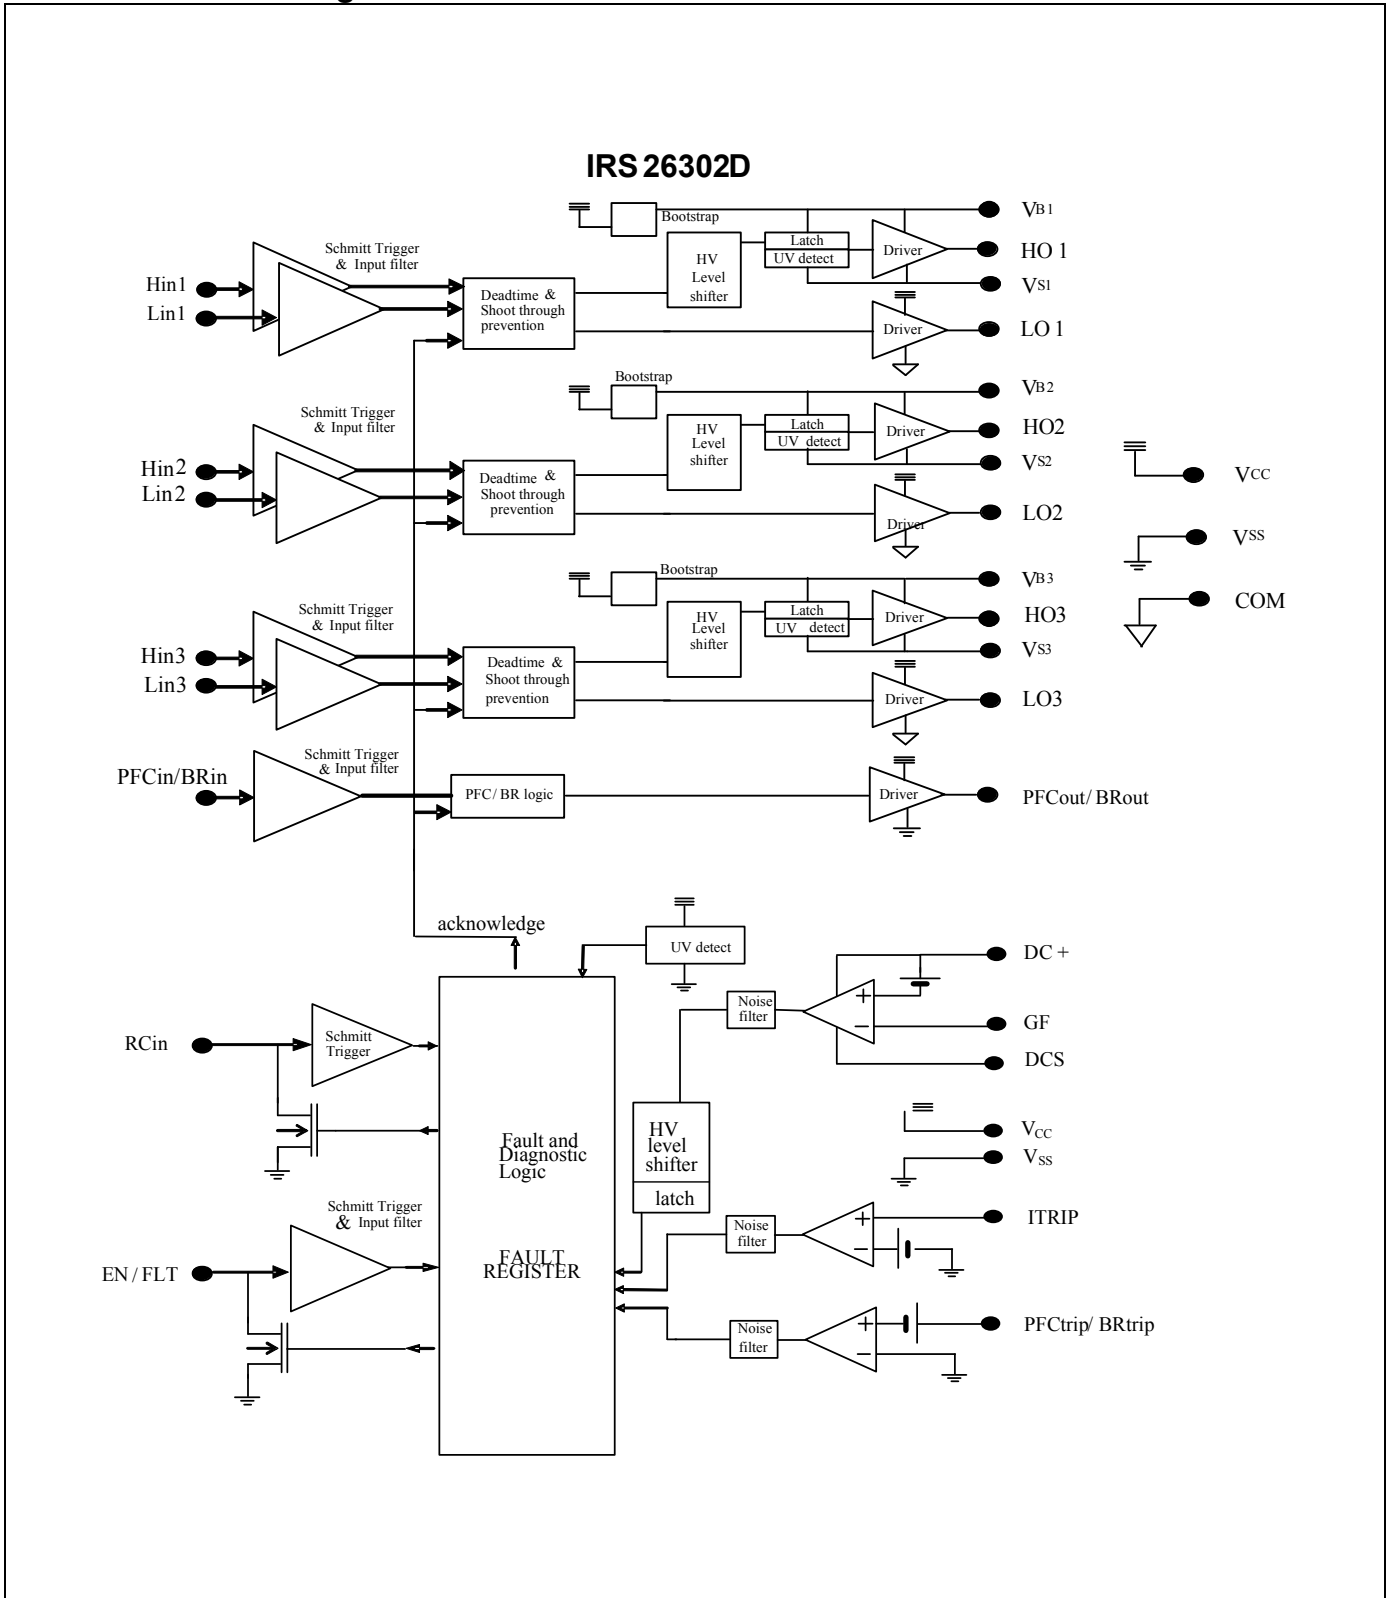 IRS 26302D
Bootstrap
VB1
Schmitt Trigger
& Input filter
Latch
UV detect
Driver
HO 1
HV
Level
shifter
Hin1
Lin1
Deadtime &
Shoot through
prevention
VS1
Driver
LO 1
Bootstrap
VB2
Schmitt Trigger
& Input filter
Latch
UV detect
Driver
HO2
HV
Level
shifter
Hin2
Lin2
Deadtime &
Shoot through
prevention
VS2
Driver
LO2
VCC
VSS
COM
Bootstrap
VB3
Schmitt Trigger
& Input filter
Latch
UV detect
Driver
HO3
HV
Level
shifter
Hin3
Lin3
Deadtime &
Shoot through
prevention
VS3
Driver
LO3
Schmitt Trigger
& Input filter
PFCin/BRin
PFC/ BR logic
Driver
PFCout/ BRout
acknowledge
UV detect
DC +
Noise
filter
+
−
GF
DCS
RCin
Schmitt
Trigger
Fault and
Diagnostic
Logic
HV
level
shifter
latch
VCC
VSS
Schmitt Trigger
& Input filter
Noise
filter
+
−
ITRIP
FAULT
REGISTER
EN / FLT
Noise
filter
+
−
PFCtrip/ BRtrip